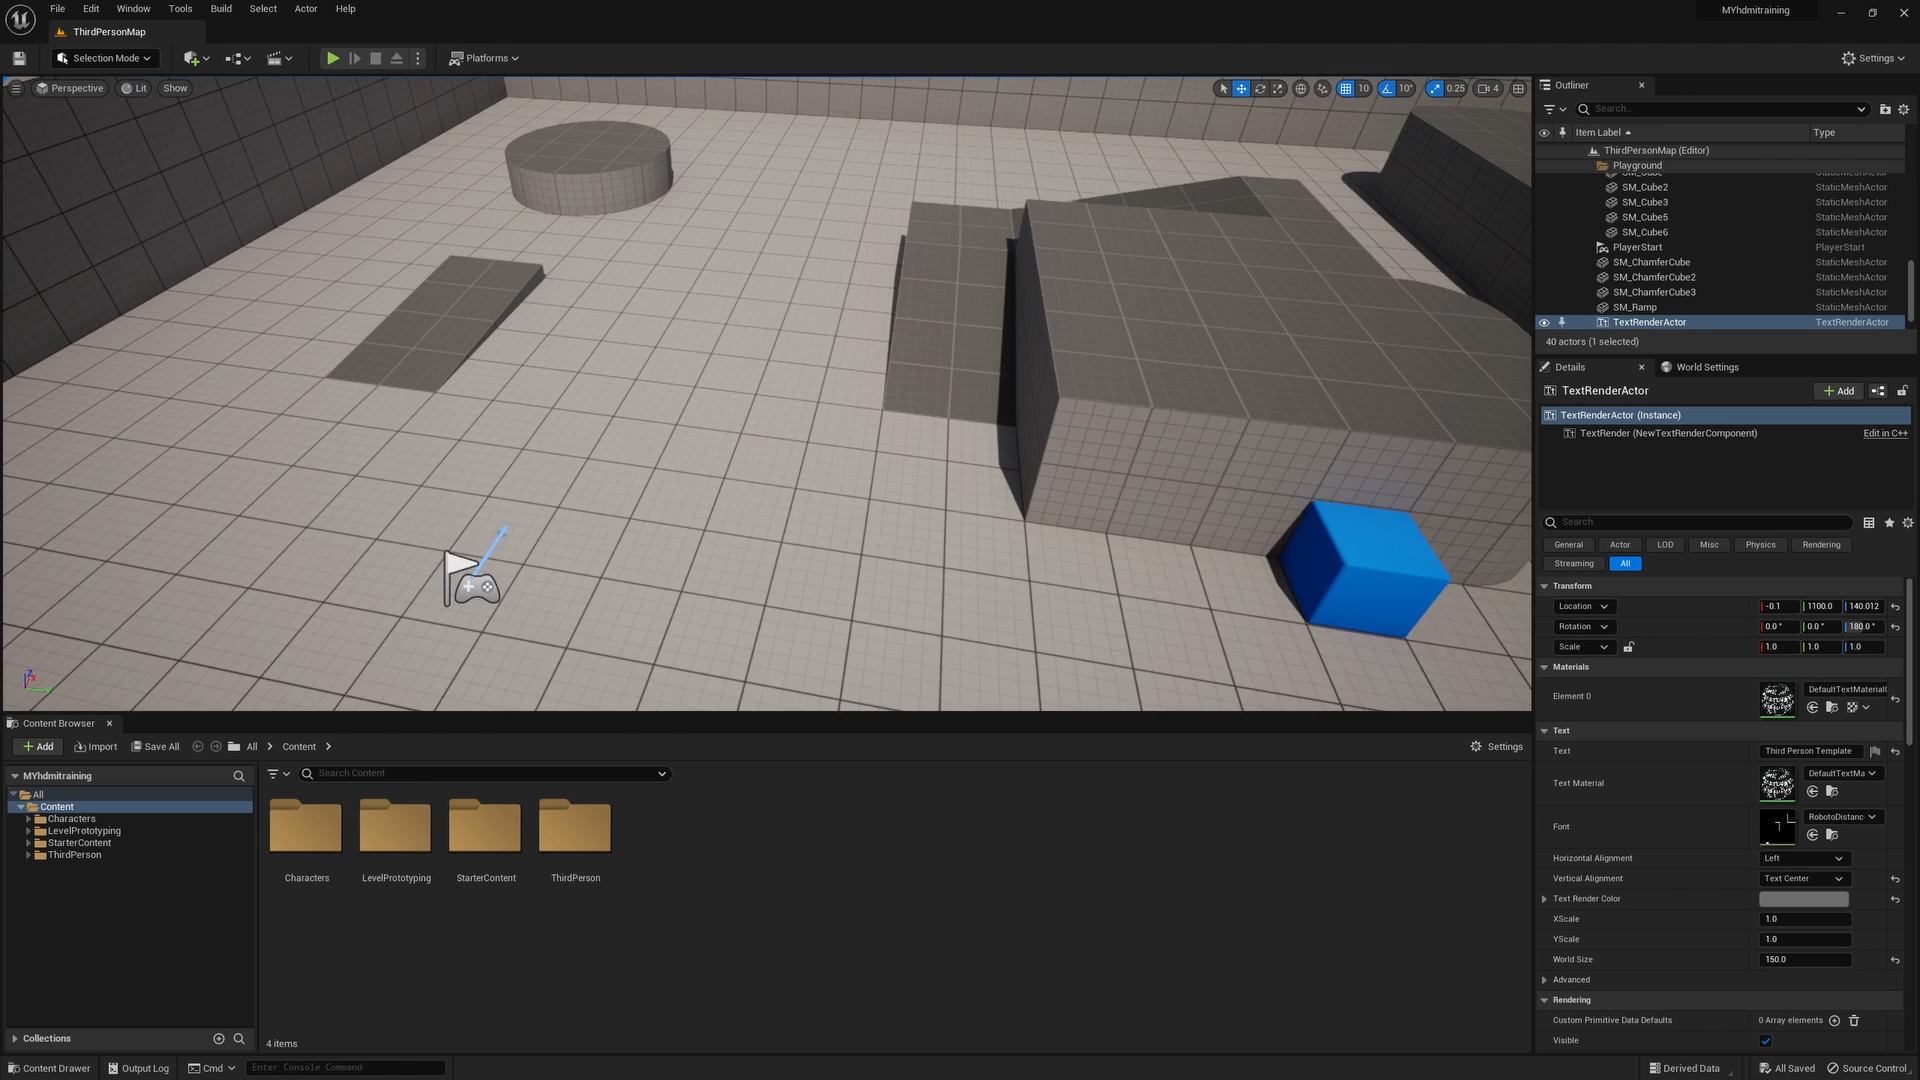 File Edit Window Tools Build Select Actor Help
MYhdmitraining
ThirdPersonMap
Selection Mode
Platforms
Settings
Perspective Lit Show
10 10° 0.25 4
Outliner
Search...
Item Label Type
ThirdPersonMap (Editor)
Playground
SM_Cube StaticMeshActor
SM_Cube2 StaticMeshActor
SM_Cube3 StaticMeshActor
SM_Cube5 StaticMeshActor
SM_Cube6 StaticMeshActor
PlayerStart PlayerStart
SM_ChamferCube StaticMeshActor
SM_ChamferCube2 StaticMeshActor
SM_ChamferCube3 StaticMeshActor
SM_Ramp StaticMeshActor
TextRenderActor TextRenderActor
40 actors (1 selected)
Details World Settings
TextRenderActor
Add
TextRenderActor (Instance)
TextRender (NewTextRenderComponent) Edit in C++
Search
General Actor LOD Misc Physics Rendering
Streaming All
Transform
Location -0.1 1100.0 140.012
Rotation 0.0° 0.0° 180.0°
Scale 1.0 1.0 1.0
Materials
Element 0 DefaultTextMaterial
Text
Text Third Person Template
Text Material DefaultTextMa
Font RobotoDistanc
Horizontal Alignment Left
Vertical Alignment Text Center
Text Render Color
XScale 1.0
YScale 1.0
World Size 150.0
Advanced
Rendering
Custom Primitive Data Defaults 0 Array elements
Visible
Z X Y
Content Browser
Add Import Save All All Content
Settings
MYhdmitraining
All
Content
Characters
LevelPrototyping
StarterContent
ThirdPerson
Search Content
Characters LevelPrototyping StarterContent ThirdPerson
Collections
4 items
Content Drawer Output Log Cmd Enter Console Command
Derived Data All Saved Source Control